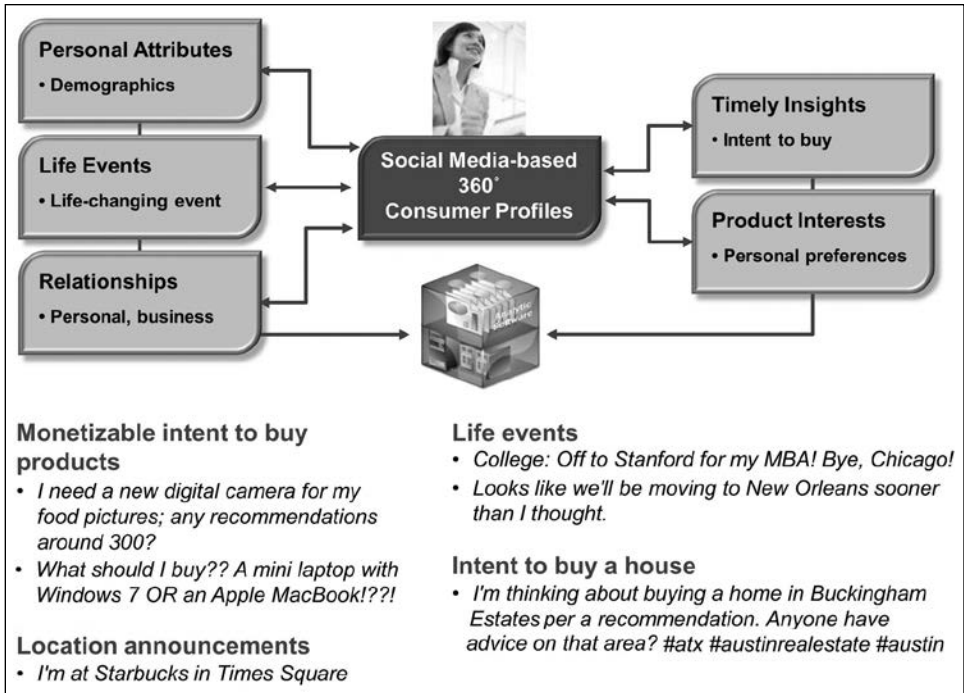 Personal Attributes
• Demographics
Life Events
• Life-changing event
Relationships
• Personal, business
Social Media-based
360°
Consumer Profiles
Timely Insights
• Intent to buy
Product Interests
• Personal preferences
Analytic
Software
Monetizable intent to buy
products
• I need a new digital camera for my
food pictures; any recommendations
around 300?
• What should I buy?? A mini laptop with
Windows 7 OR an Apple MacBook!??!
Location announcements
• I'm at Starbucks in Times Square
Life events
• College: Off to Stanford for my MBA! Bye, Chicago!
• Looks like we'll be moving to New Orleans sooner
than I thought.
Intent to buy a house
• I'm thinking about buying a home in Buckingham
Estates per a recommendation. Anyone have
advice on that area? #atx #austinrealestate #austin